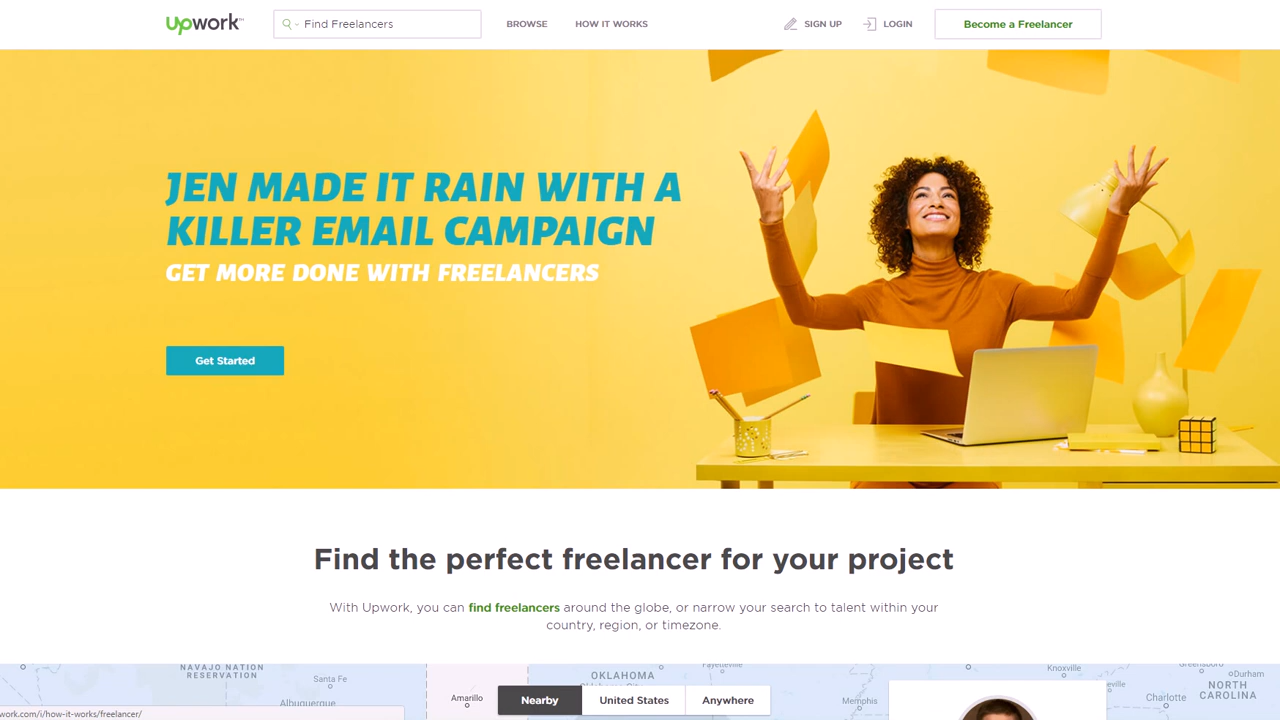 upwork™
Find Freelancers
BROWSE
HOW IT WORKS
SIGN UP
LOGIN
Become a Freelancer
JEN MADE IT RAIN WITH A
KILLER EMAIL CAMPAIGN
GET MORE DONE WITH FREELANCERS
Get Started
Find the perfect freelancer for your project
With Upwork, you can find freelancers around the globe, or narrow your search to talent within your
country, region, or timezone.
NAVAJO NATION
RESERVATION
Santa Fe
Albuquerque
Amarillo
OKLAHOMA
Fayetteville
Memphis
Knoxville
Greensboro
Durham
NORTH
CAROLINA
Charlotte
Nearby
United States
Anywhere
work.com/i/how-it-works/freelancer/